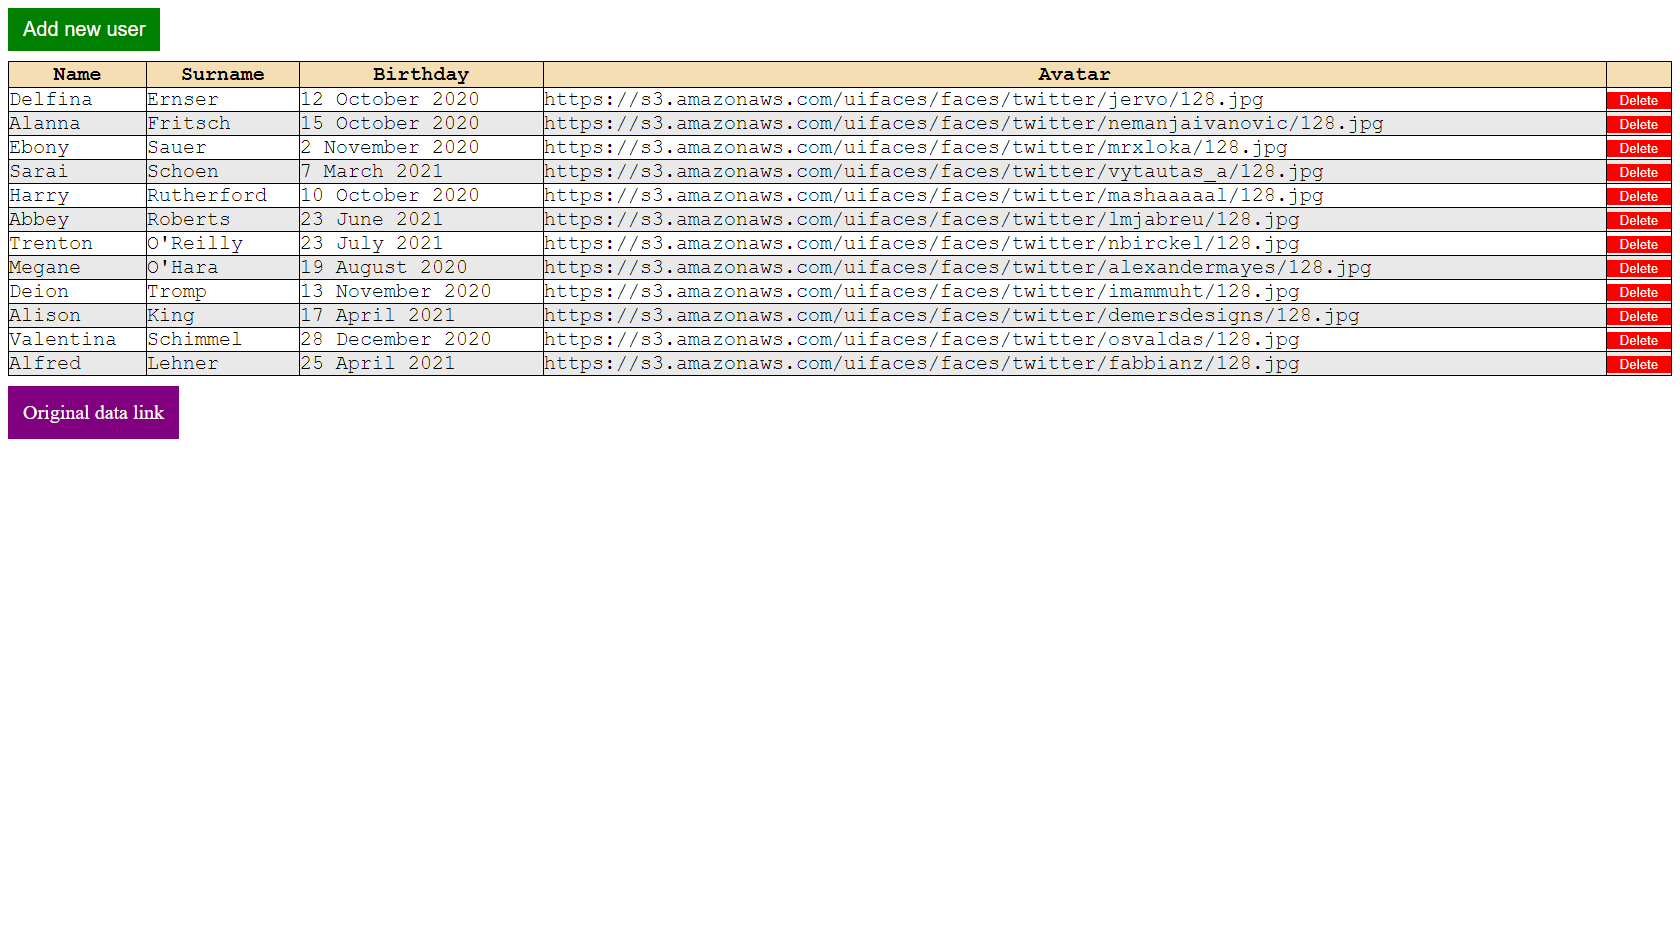 Add new user
Name Surname Birthday Avatar
Delfina Ernser 12 October 2020 https://s3.amazonaws.com/uifaces/faces/twitter/jervo/128.jpg Delete
Alanna Fritsch 15 October 2020 https://s3.amazonaws.com/uifaces/faces/twitter/nemanjaivanovic/128.jpg Delete
Ebony Sauer 2 November 2020 https://s3.amazonaws.com/uifaces/faces/twitter/mrxloka/128.jpg Delete
Sarai Schoen 7 March 2021 https://s3.amazonaws.com/uifaces/faces/twitter/vytautas_a/128.jpg Delete
Harry Rutherford 10 October 2020 https://s3.amazonaws.com/uifaces/faces/twitter/mashaaaaal/128.jpg Delete
Abbey Roberts 23 June 2021 https://s3.amazonaws.com/uifaces/faces/twitter/lmjabreu/128.jpg Delete
Trenton O'Reilly 23 July 2021 https://s3.amazonaws.com/uifaces/faces/twitter/nbirckel/128.jpg Delete
Megane O'Hara 19 August 2020 https://s3.amazonaws.com/uifaces/faces/twitter/alexandermayes/128.jpg Delete
Deion Tromp 13 November 2020 https://s3.amazonaws.com/uifaces/faces/twitter/imammuht/128.jpg Delete
Alison King 17 April 2021 https://s3.amazonaws.com/uifaces/faces/twitter/demersdesigns/128.jpg Delete
Valentina Schimmel 28 December 2020 https://s3.amazonaws.com/uifaces/faces/twitter/osvaldas/128.jpg Delete
Alfred Lehner 25 April 2021 https://s3.amazonaws.com/uifaces/faces/twitter/fabbianz/128.jpg Delete
Original data link